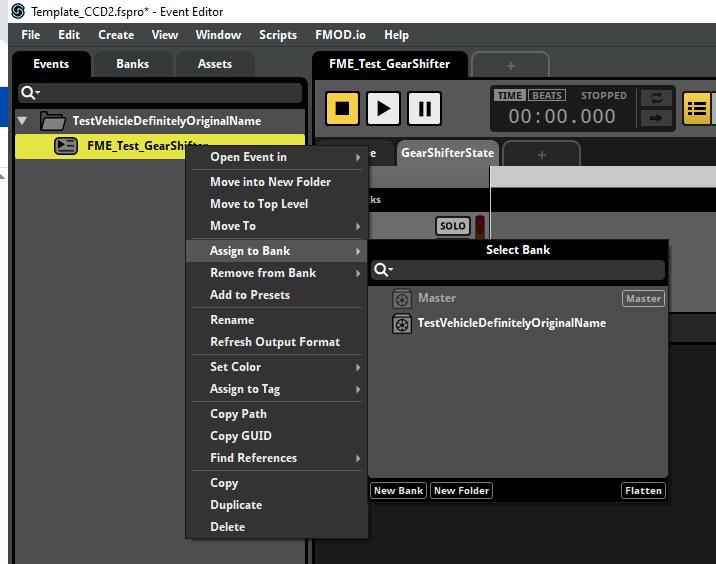 Template_CCD2.fspro* - Event Editor
File Edit Create View Window Scripts FMOD.io Help
Events Banks Assets
FME_Test_GearShifter
TIME BEATS STOPPED
00:00.000
TestVehicleDefinitelyOriginalName
FME_Test_GearShifter
GearShifterState
SOLO
Open Event in
Move into New Folder
Move to Top Level
Move To
Assign to Bank
Remove from Bank
Add to Presets
Rename
Refresh Output Format
Set Color
Assign to Tag
Copy Path
Copy GUID
Find References
Copy
Duplicate
Delete
Select Bank
Master Master
TestVehicleDefinitelyOriginalName
New Bank New Folder Flatten